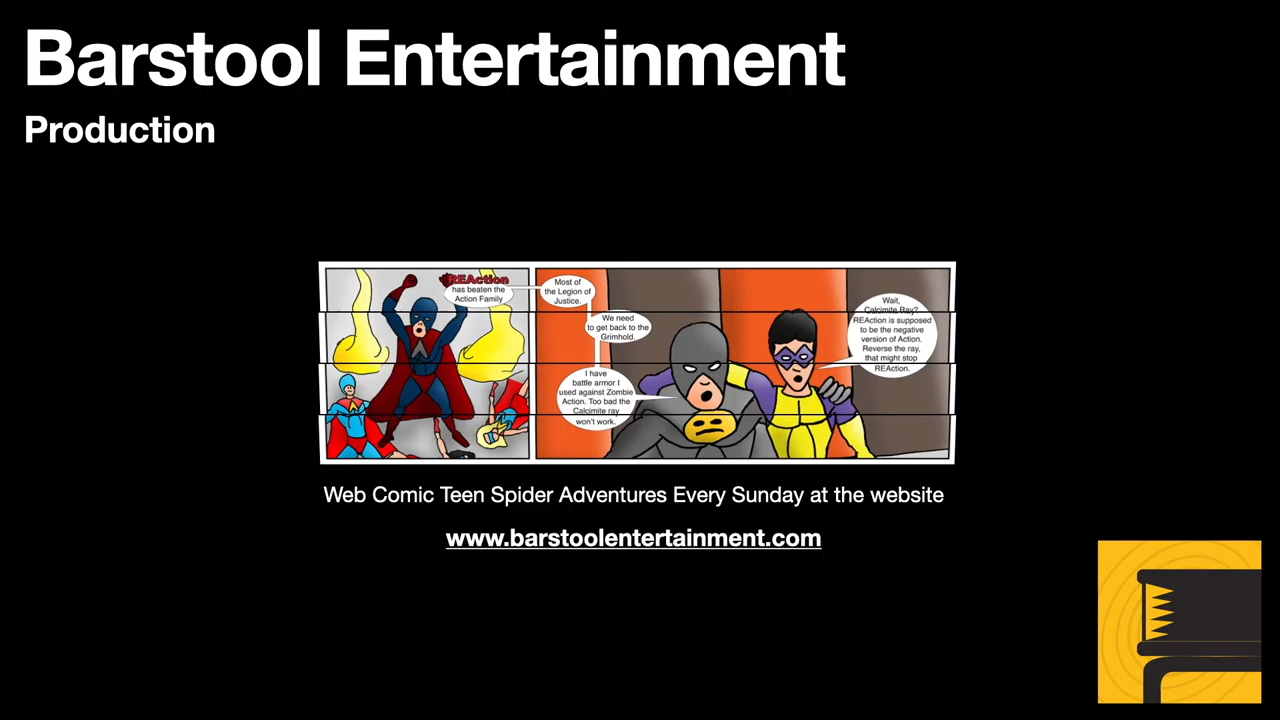 Barstool Entertainment
Production
REAction
has beaten the
Action Family
Most of
the Legion of
Justice.
We need
to get back to the
Grimhold.
I have
battle armor I
used against Zombie
Action. Too bad the
Calcimite ray
won't work.
Wait,
Calcimite Ray?
REAction is supposed
to be the negative
version of Action.
Reverse the ray,
that might stop
REAction.
Web Comic Teen Spider Adventures Every Sunday at the website
www.barstoolentertainment.com